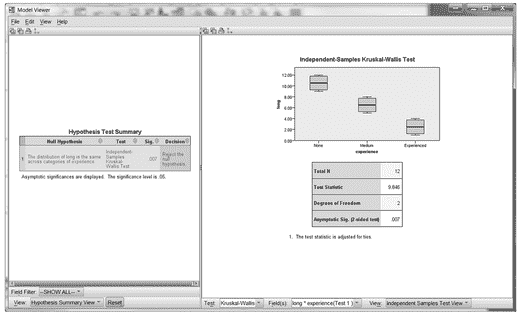 Model Viewer
File Edit View Help
Hypothesis Test Summary
Null Hypothesis Test Sig. Decision
1 The distribution of long is the same across categories of experience. Independent-Samples Kruskal-Wallis Test .007 Reject the null hypothesis.
Asymptotic significances are displayed. The significance level is .05.
Field Filter: --SHOW ALL--
View: Hypothesis Summary View Reset
Independent-Samples Kruskal-Wallis Test
12.00
10.00
8.00
6.00
4.00
2.00
0.00
long
None Medium Experienced
experience
Total N 12
Test Statistic 9.846
Degrees of Freedom 2
Asymptotic Sig. (2-sided test) .007
1. The test statistic is adjusted for ties.
Test: Kruskal-Wallis Field(s): long * experience(Test 1) View: Independent Samples Test View